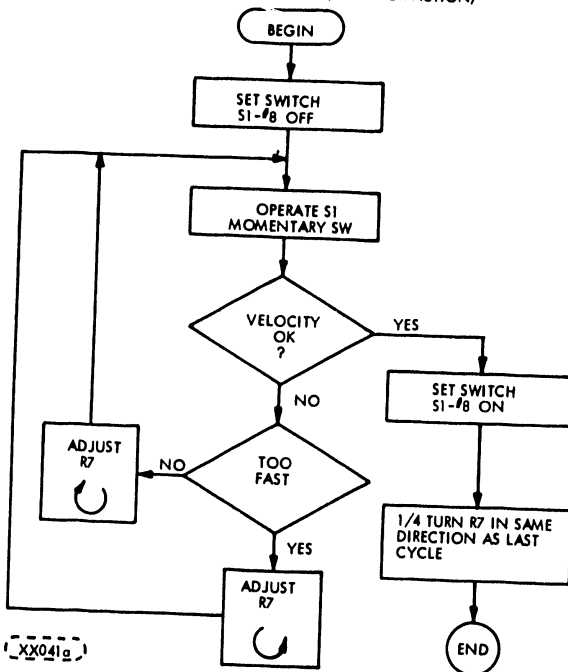 BEGIN
SET SWITCH
S1-#8 OFF
OPERATE S1
MOMENTARY SW
VELOCITY
OK
?
YES
NO
SET SWITCH
S1-#8 ON
TOO
FAST
NO
ADJUST
R7
YES
1/4 TURN R7 IN SAME
DIRECTION AS LAST
CYCLE
ADJUST
R7
END
XX041a